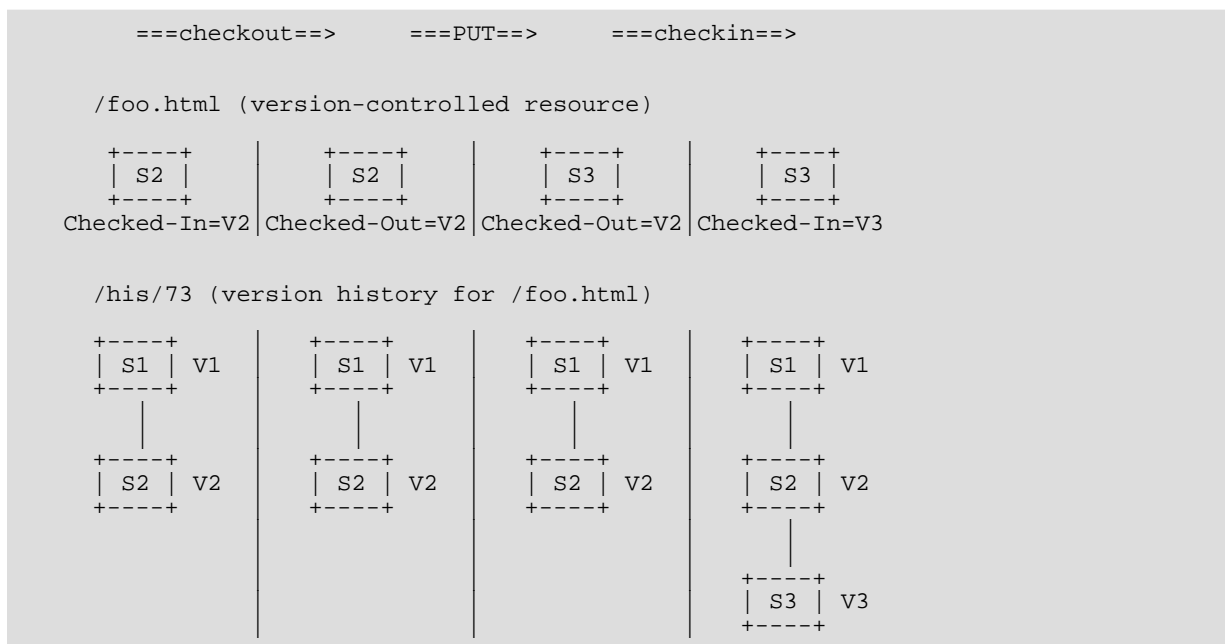 ===checkout==> ===PUT==> ===checkin==>
/foo.html (version-controlled resource)
+----+ | +----+ | +----+ | +----+
| S2 | | | S2 | | | S3 | | | S3 |
+----+ | +----+ | +----+ | +----+
Checked-In=V2|Checked-Out=V2|Checked-Out=V2|Checked-In=V3
/his/73 (version history for /foo.html)
+----+ | +----+ | +----+ | +----+
| S1 | V1 | | S1 | V1 | | S1 | V1 | | S1 | V1
+----+ | +----+ | +----+ | +----+
| | | | | | |
| | | | | | |
+----+ | +----+ | +----+ | +----+
| S2 | V2 | | S2 | V2 | | S2 | V2 | | S2 | V2
+----+ | +----+ | +----+ | +----+
| | | |
| | | |
| | | +----+
| | | | S3 | V3
| | | +----+